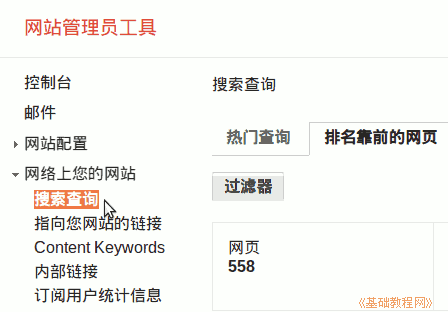 网站管理员工具
控制台
邮件
网站配置
网络上您的网站
搜索查询
指向您网站的链接
Content Keywords
内部链接
订阅用户统计信息
搜索查询
热门查询 排名靠前的网页
过滤器
网页
558
《基础教程网》